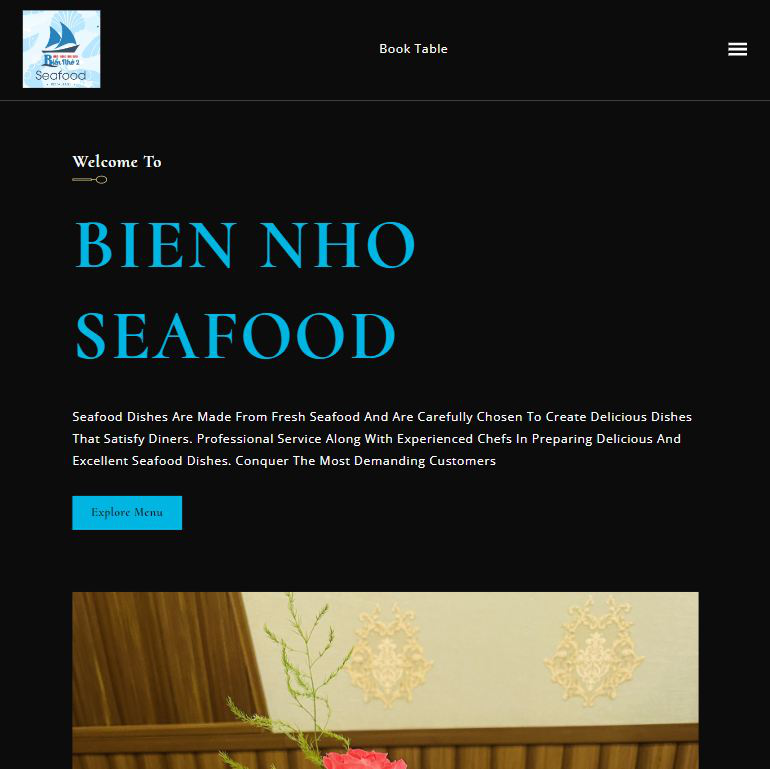 Biển Nhỏ 2
Seafood
Book Table
Welcome To
BIEN NHO
SEAFOOD
Seafood Dishes Are Made From Fresh Seafood And Are Carefully Chosen To Create Delicious Dishes
That Satisfy Diners. Professional Service Along With Experienced Chefs In Preparing Delicious And
Excellent Seafood Dishes. Conquer The Most Demanding Customers
Explore Menu